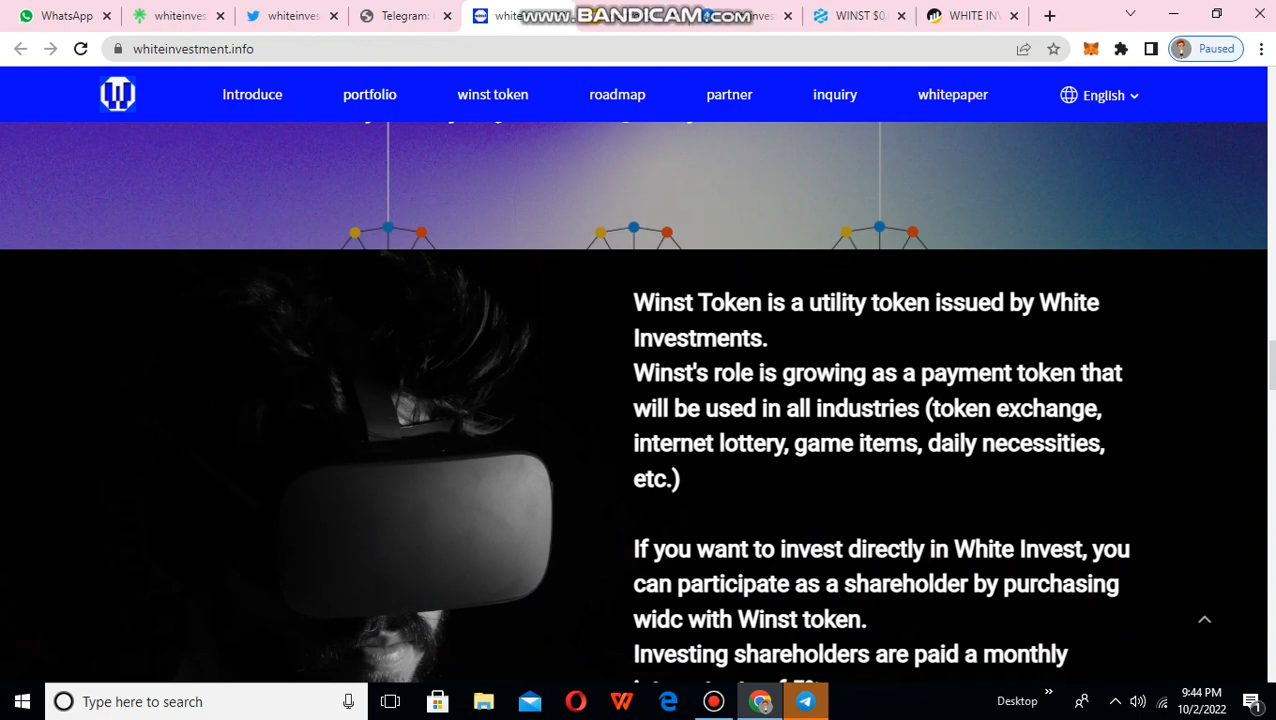 WhatsApp
whiteinves
whiteinves
Telegram:
white
WINST $0.
WHITE IN
www.BANDICAM.com
whiteinvestment.info
Paused
Introduce
portfolio
winst token
roadmap
partner
inquiry
whitepaper
English
Winst Token is a utility token issued by White
Investments.
Winst's role is growing as a payment token that
will be used in all industries (token exchange,
internet lottery, game items, daily necessities,
etc.)
If you want to invest directly in White Invest, you
can participate as a shareholder by purchasing
widc with Winst token.
Investing shareholders are paid a monthly
Type here to search
Desktop
9:44 PM
10/2/2022
1